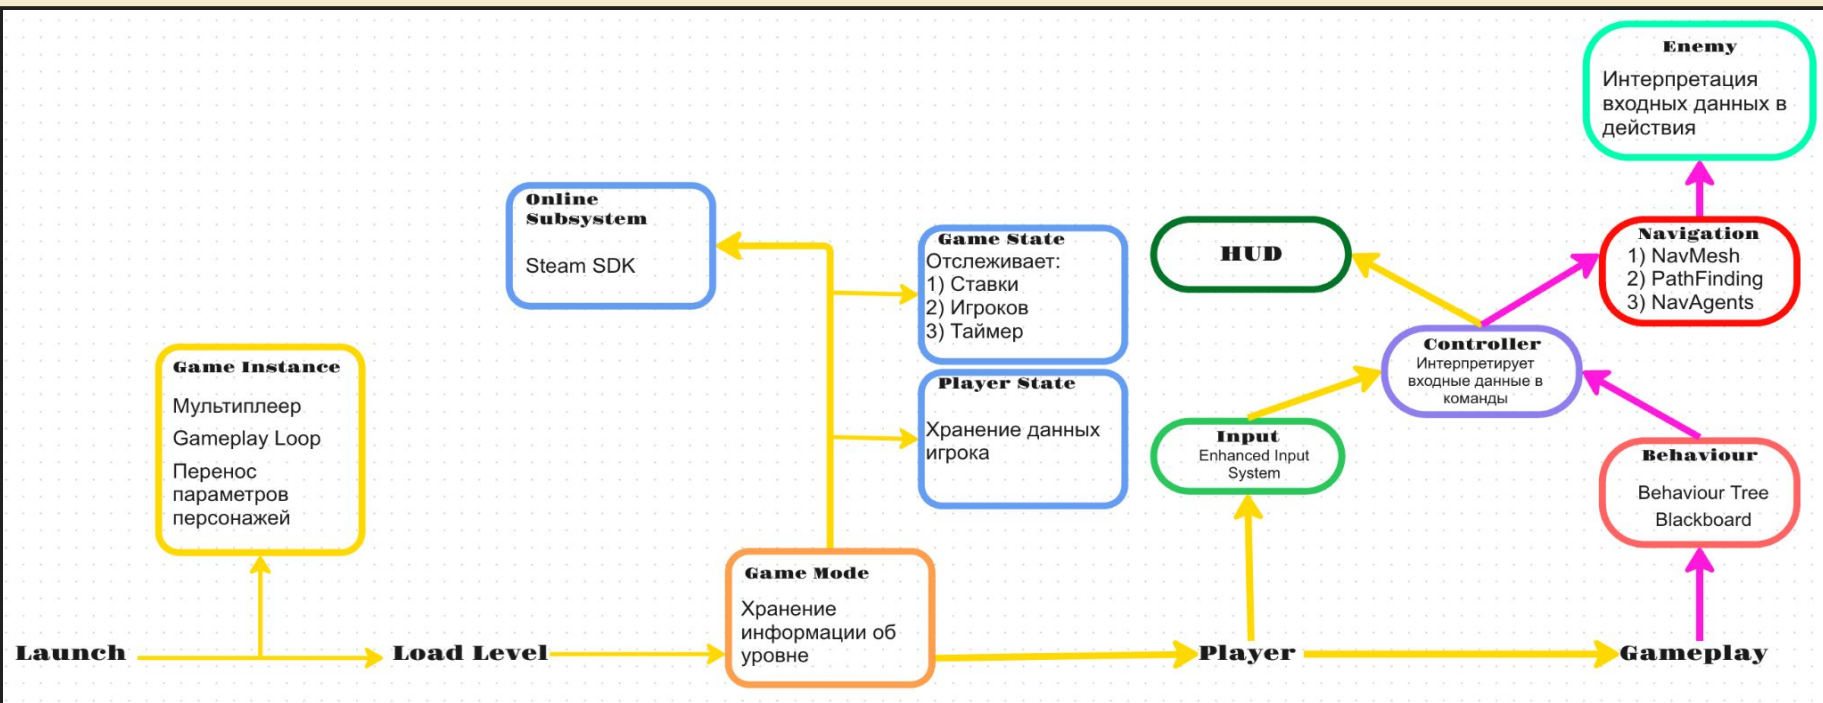 Enemy
Интерпретация
входных данных в
действия
Online
Subsystem
Steam SDK
Game State
Отслеживает:
1) Ставки
2) Игроков
3) Таймер
HUD
Navigation
1) NavMesh
2) PathFinding
3) NavAgents
Game Instance
Мультиплеер
Gameplay Loop
Перенос
параметров
персонажей
Player State
Хранение данных
игрока
Controller
Интерпретирует
входные данные в
команды
Input
Enhanced Input
System
Behaviour
Behaviour Tree
Blackboard
Game Mode
Хранение
информации об
уровне
Launch
Load Level
Player
Gameplay